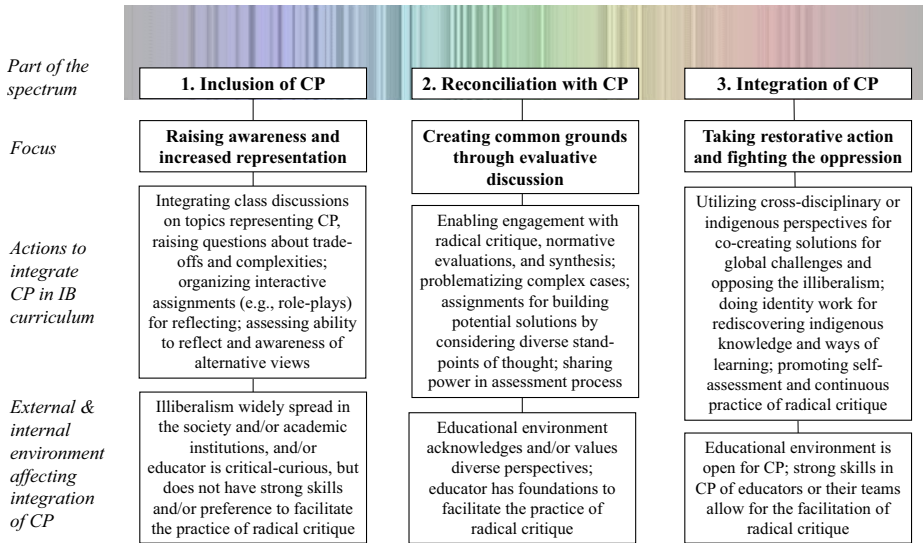 Part of the
spectrum
1. Inclusion of CP
2. Reconciliation with CP
3. Integration of CP
Focus
Raising awareness and
increased representation
Creating common grounds
through evaluative
discussion
Taking restorative action
and fighting the oppression
Actions to
integrate
CP in IB
curriculum
Integrating class discussions
on topics representing CP,
raising questions about trade-
offs and complexities;
organizing interactive
assignments (e.g., role-plays)
for reflecting; assessing ability
to reflect and awareness of
alternative views
Enabling engagement with
radical critique, normative
evaluations, and synthesis;
problematizing complex cases;
assignments for building
potential solutions by
considering diverse stand-
points of thought; sharing
power in assessment process
Utilizing cross-disciplinary or
indigenous perspectives for
co-creating solutions for
global challenges and
opposing the illiberalism;
doing identity work for
rediscovering indigenous
knowledge and ways of
learning; promoting self-
assessment and continuous
practice of radical critique
External &
internal
environment
affecting
integration
of CP
Illiberalism widely spread in
the society and/or academic
institutions, and/or
educator is critical-curious, but
does not have strong skills
and/or preference to facilitate
the practice of radical critique
Educational environment
acknowledges and/or values
diverse perspectives;
educator has foundations to
facilitate the practice of
radical critique
Educational environment is
open for CP; strong skills in
CP of educators or their teams
allow for the facilitation of
radical critique